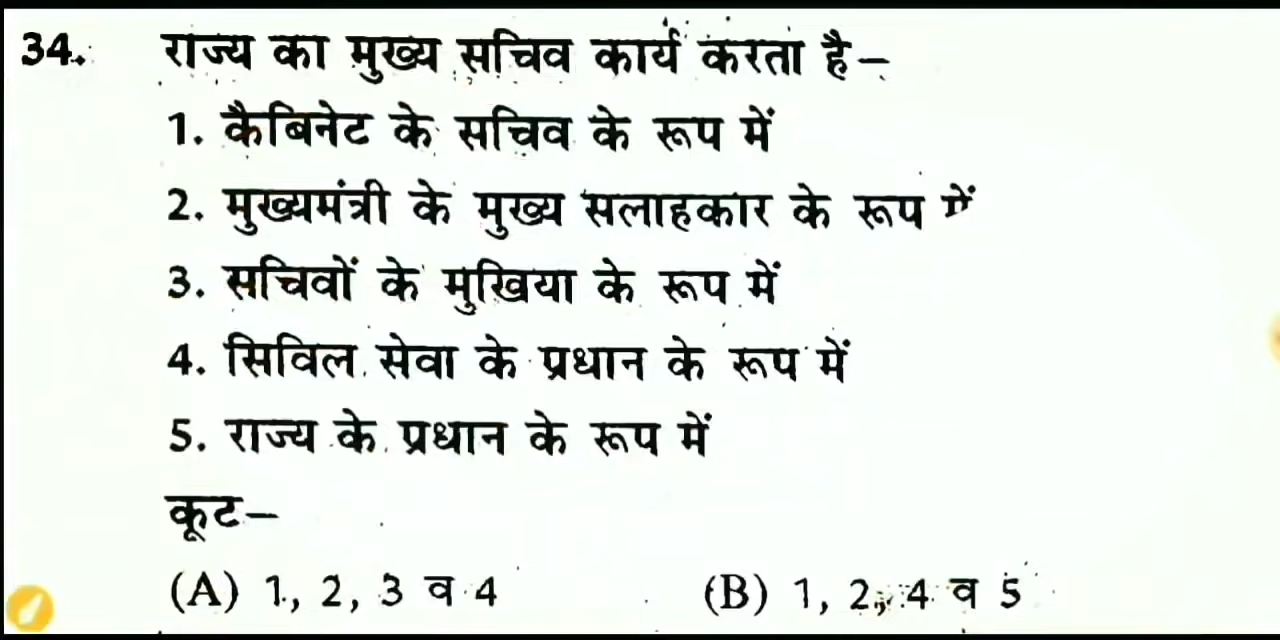 34. राज्य का मुख्य सचिव कार्य करता है–
1. कैबिनेट के सचिव के रूप में
2. मुख्यमंत्री के मुख्य सलाहकार के रूप में
3. सचिवों के मुखिया के रूप में
4. सिविल सेवा के प्रधान के रूप में
5. राज्य के प्रधान के रूप में
कूट–
(A) 1, 2, 3 व 4 (B) 1, 2, 4 व 5